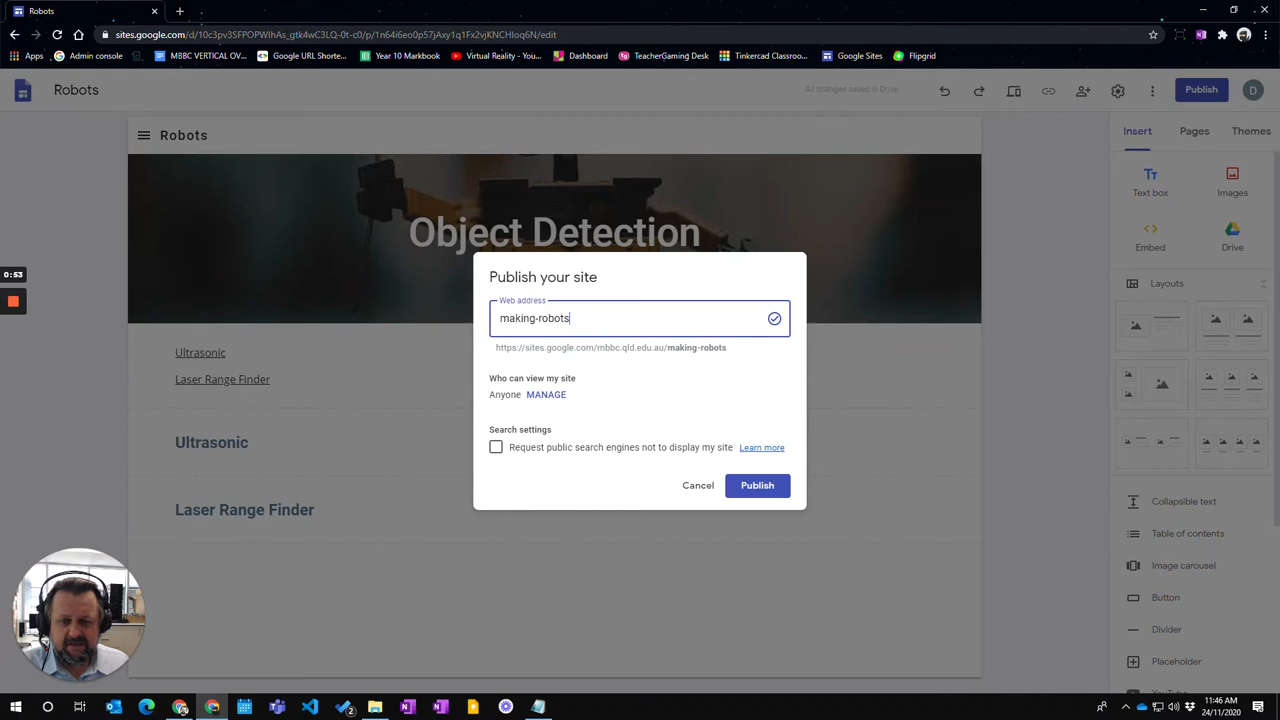 Robots
sites.google.com/d/10c3pv3SFPOPWIhAs_gtk4wC3LQ-0t-c0/p/1n64i6eo0p57jAxy1q1Fx2vjKNCHIoq6N/edit
Apps
Admin console
MBBC VERTICAL OV...
Google URL Shorte...
Year 10 Markbook
Virtual Reality - Yo...
Dashboard
TeacherGaming Desk
Tinkercad Classroo...
Google Sites
Flipgrid
Robots
All changes saved in Drive
Publish
D
Robots
Object Detection
Ultrasonic
Laser Range Finder
Ultrasonic
Laser Range Finder
Publish your site
Web address
making-robots
https://sites.google.com/mbbc.qld.edu.au/making-robots
Who can view my site
Anyone MANAGE
Search settings
Request public search engines not to display my site Learn more
Cancel Publish
Insert Pages Themes
Text box Images
Embed Drive
Layouts
Collapsible text
Table of contents
Image carousel
Button
Divider
Placeholder
YouTube
0:53
2
11:46 AM
24/11/2020